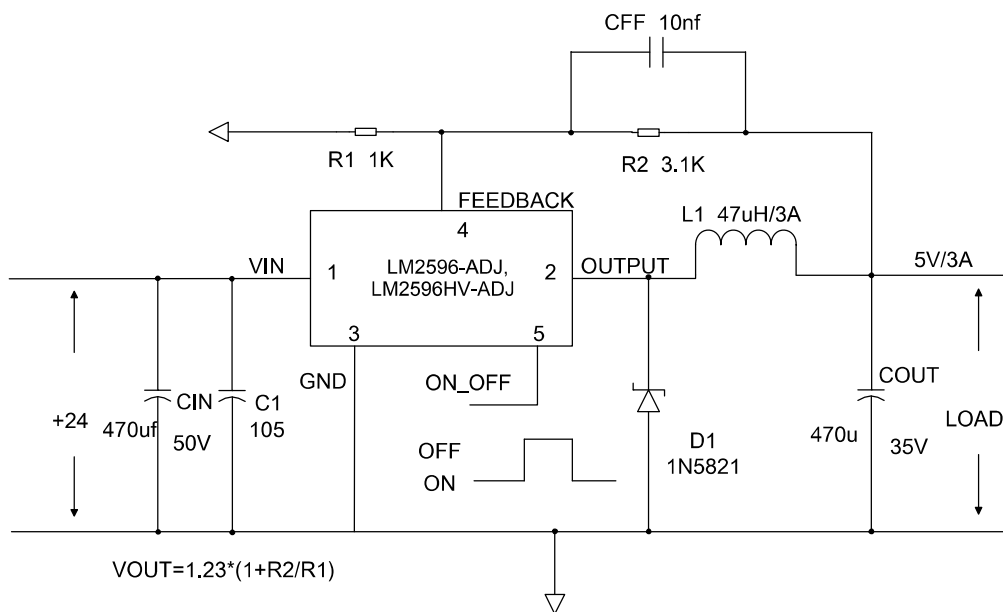 CFF 10nf
R1 1K
R2 3.1K
FEEDBACK
4
L1 47uH/3A
VIN
1
LM2596-ADJ,
LM2596HV-ADJ
2
OUTPUT
5V/3A
3
5
GND
ON_OFF
+24
470uf
CIN
50V
C1
105
OFF
ON
D1
1N5821
COUT
470u
35V
LOAD
VOUT=1.23*(1+R2/R1)